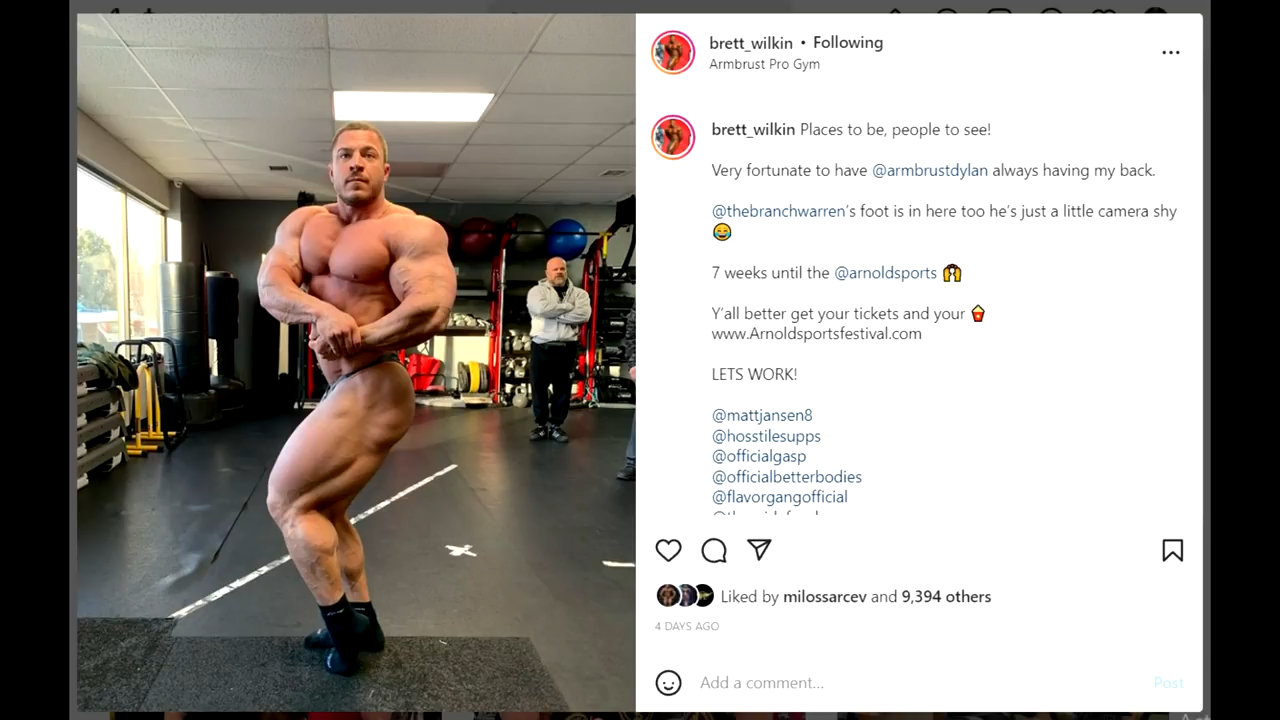 brett_wilkin • Following
Armbrust Pro Gym
brett_wilkin Places to be, people to see!
Very fortunate to have @armbrustdylan always having my back.
@thebranchwarren's foot is in here too he's just a little camera shy
😂
7 weeks until the @arnoldsports 🙌
Y'all better get your tickets and your 🍿
www.Arnoldsportsfestival.com
LETS WORK!
@mattjansen8
@hosstilesupps
@officialgasp
@officialbetterbodies
@flavorgangofficial
Liked by milossarcev and 9,394 others
4 DAYS AGO
Add a comment... Post